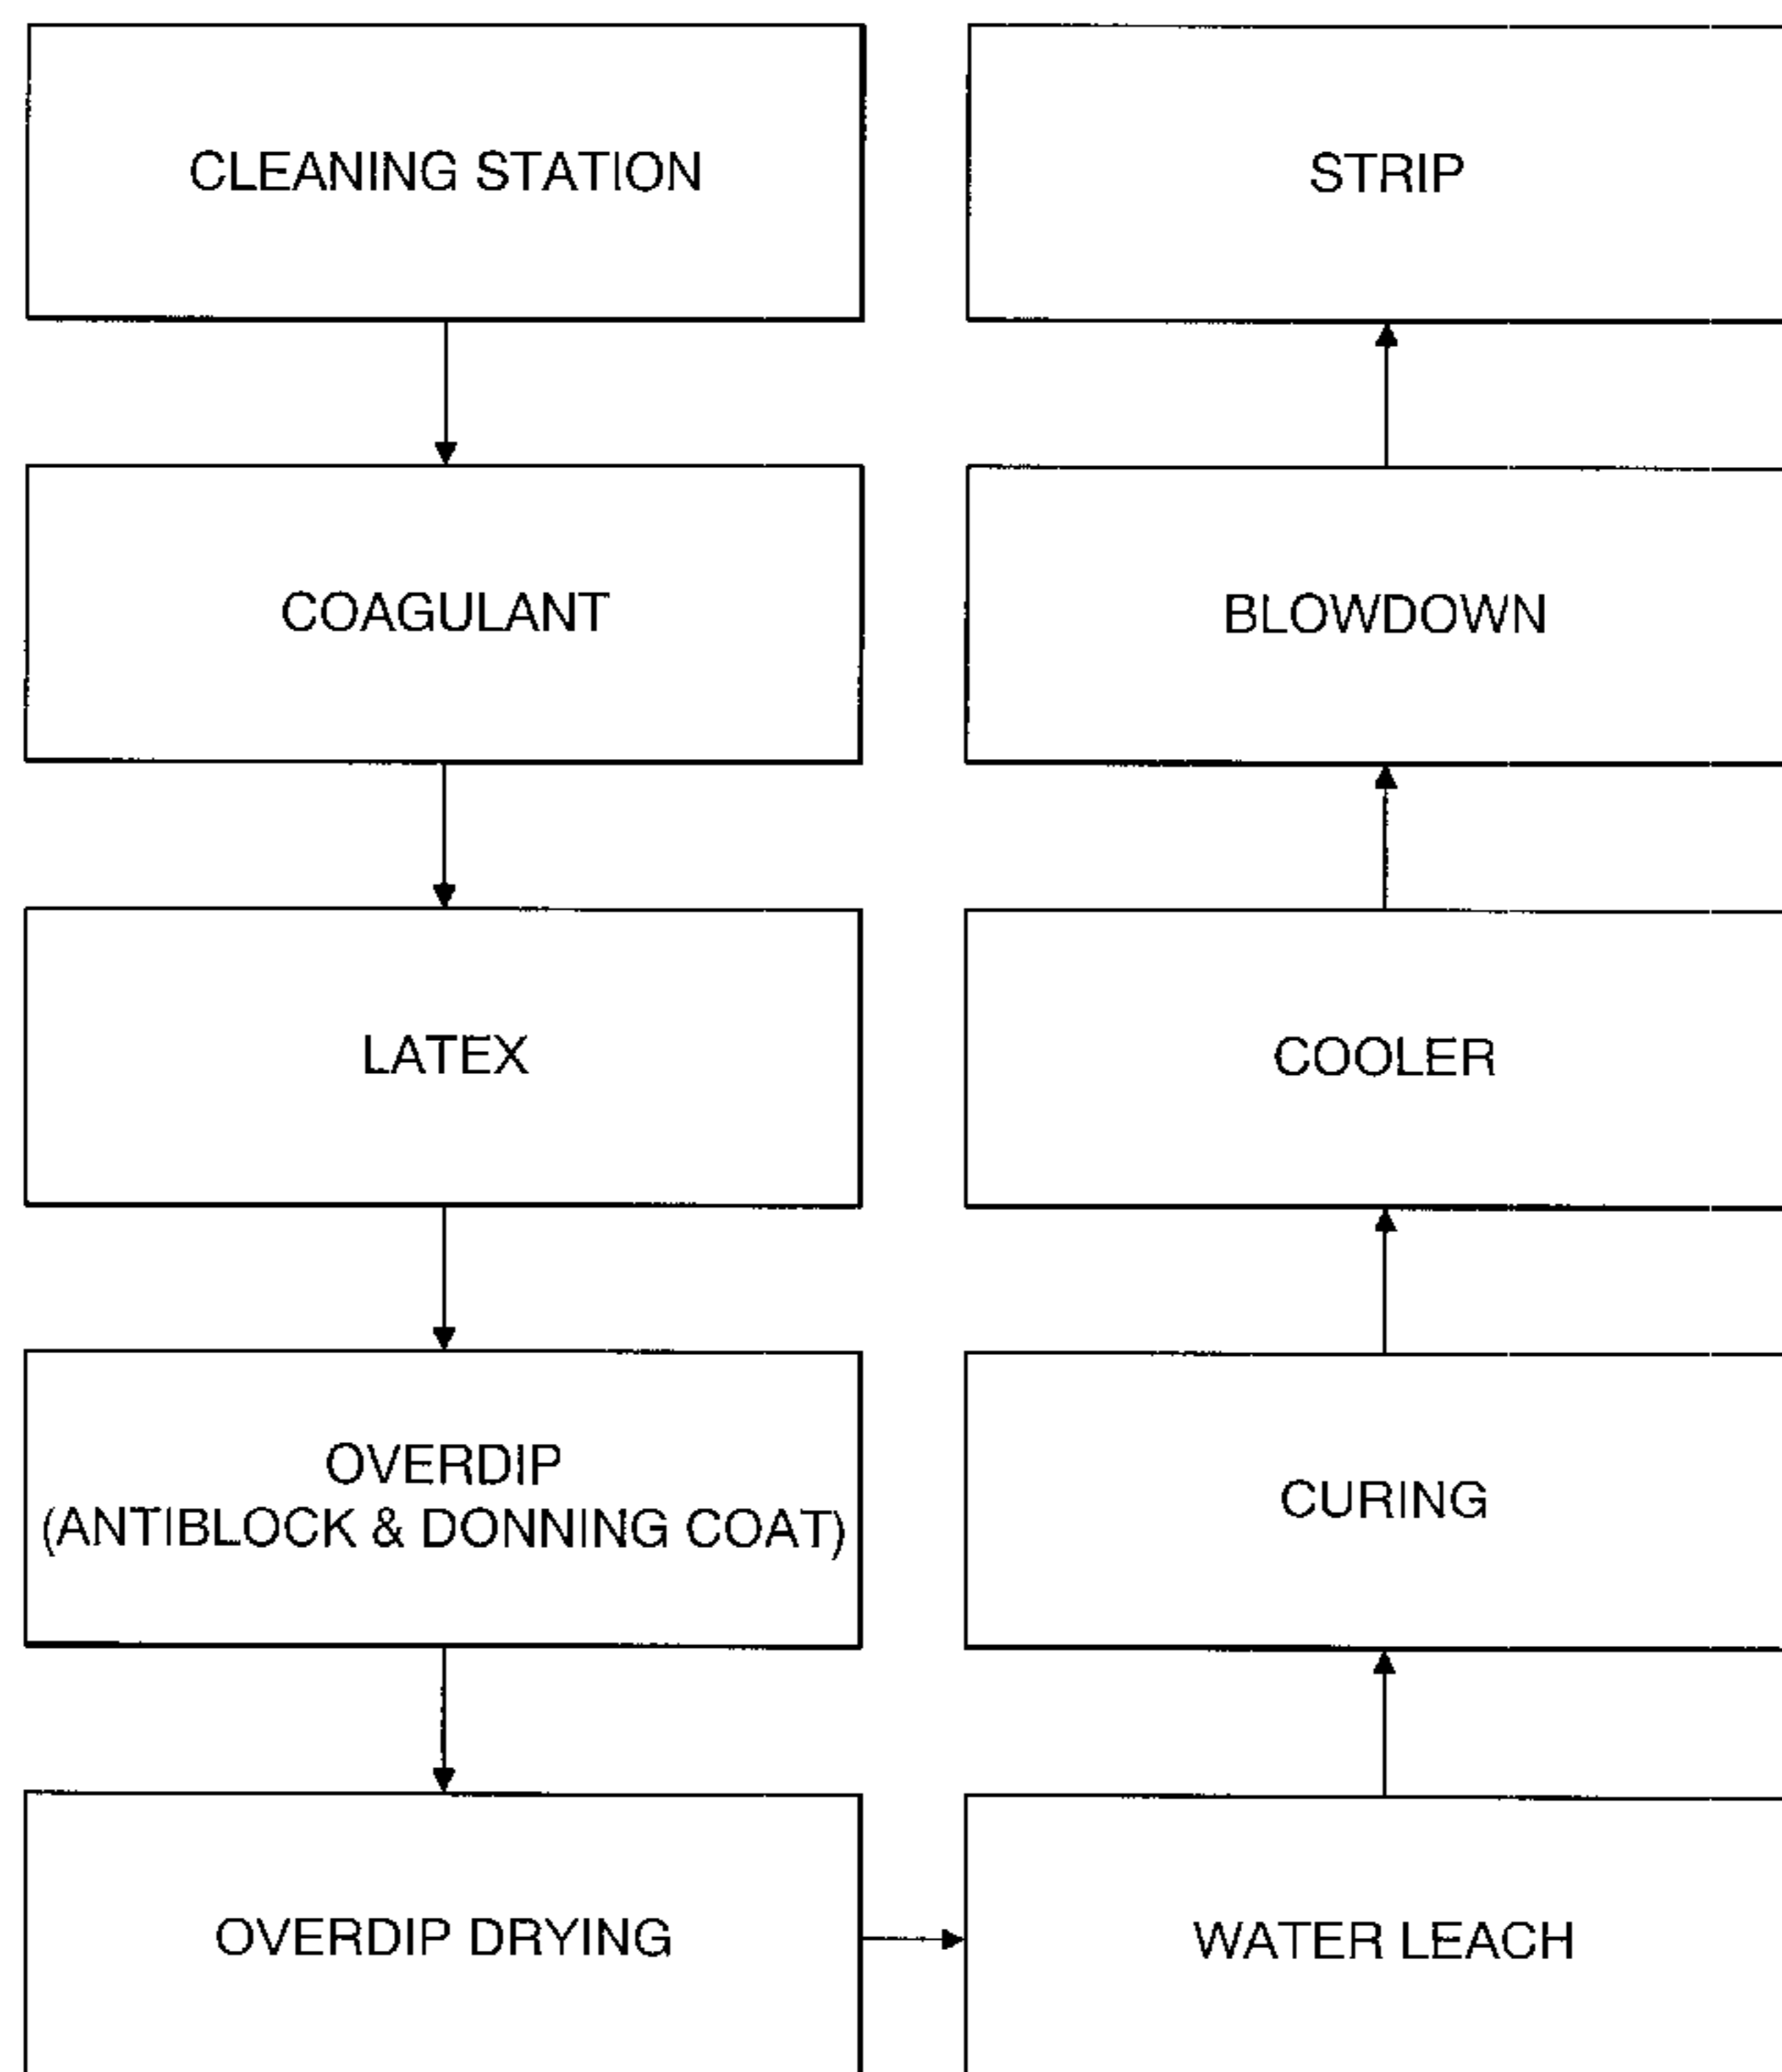 CLEANING STATION
COAGULANT
LATEX
OVERDIP
(ANTIBLOCK & DONNING COAT)
OVERDIP DRYING
WATER LEACH
CURING
COOLER
BLOWDOWN
STRIP